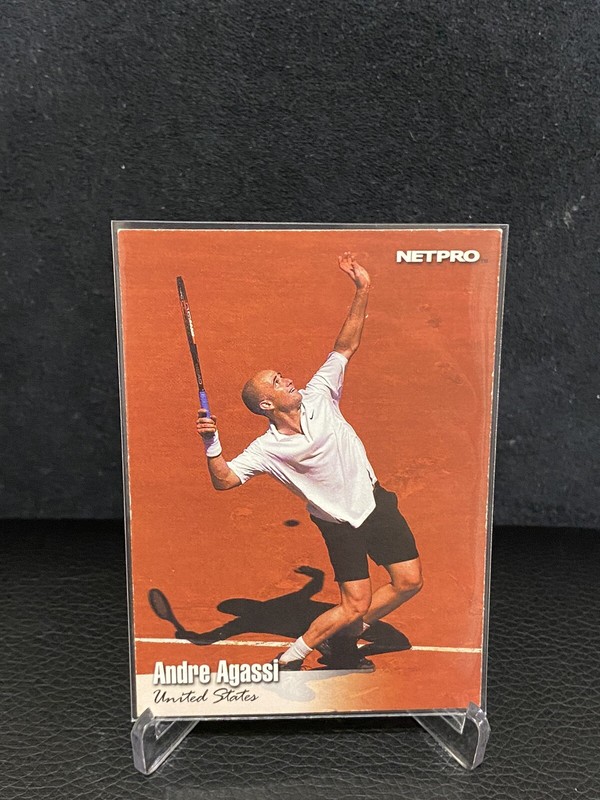 NETPRO
Andre Agassi
United States